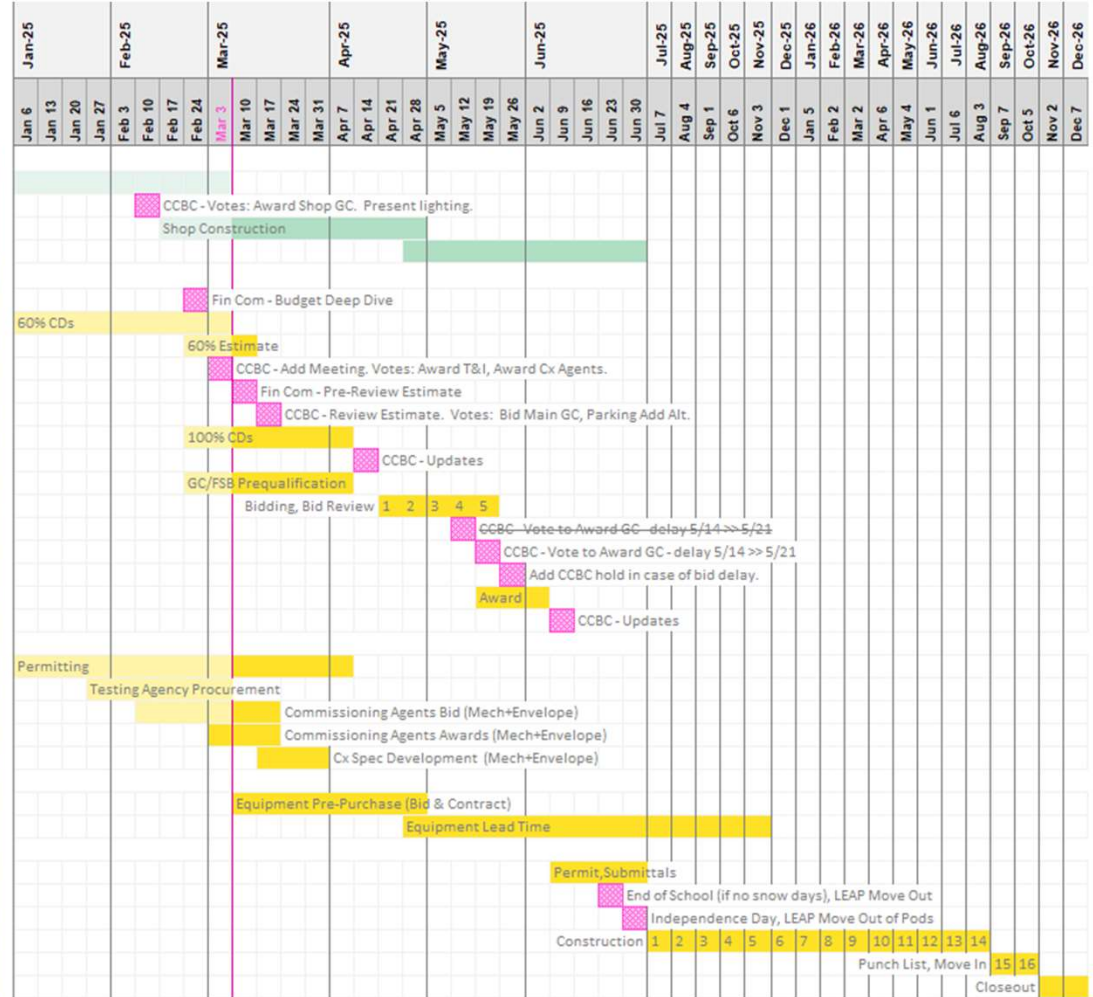 Jan-25 Feb-25 Mar-25 Apr-25 May-25 Jun-25 Jul-25 Aug-25 Sep-25 Oct-25 Nov-25 Dec-25 Jan-26 Feb-26 Mar-26 Apr-26 May-26 Jun-26 Jul-26 Aug-26 Sep-26 Oct-26 Nov-26 Dec-26
Jan 6 Jan 13 Jan 20 Jan 27 Feb 3 Feb 10 Feb 17 Feb 24 Mar 3 Mar 10 Mar 17 Mar 24 Mar 31 Apr 7 Apr 14 Apr 21 Apr 28 May 5 May 12 May 19 May 26 Jun 2 Jun 9 Jun 16 Jun 23 Jun 30 Jul 7 Aug 4 Sep 1 Oct 6 Nov 3 Dec 1 Jan 5 Feb 2 Mar 2 Apr 6 May 4 Jun 1 Jul 6 Aug 3 Sep 7 Oct 5 Nov 2 Dec 7
CCBC - Votes: Award Shop GC. Present lighting.
Shop Construction
Fin Com - Budget Deep Dive
60% CDs
60% Estimate
CCBC - Add Meeting. Votes: Award T&I, Award Cx Agents.
Fin Com - Pre-Review Estimate
CCBC - Review Estimate. Votes: Bid Main GC, Parking Add Alt.
100% CDs
CCBC - Updates
GC/FSB Prequalification
Bidding, Bid Review 1 2 3 4 5
CCBC - Vote to Award GC - delay 5/14 >> 5/21
CCBC - Vote to Award GC - delay 5/14 >> 5/21
Add CCBC hold in case of bid delay.
Award
CCBC - Updates
Permitting
Testing Agency Procurement
Commissioning Agents Bid (Mech+Envelope)
Commissioning Agents Awards (Mech+Envelope)
Cx Spec Development (Mech+Envelope)
Equipment Pre-Purchase (Bid & Contract)
Equipment Lead Time
Permit,Submittals
End of School (if no snow days), LEAP Move Out
Independence Day, LEAP Move Out of Pods
Construction 1 2 3 4 5 6 7 8 9 10 11 12 13 14
Punch List, Move In 15 16
Closeout